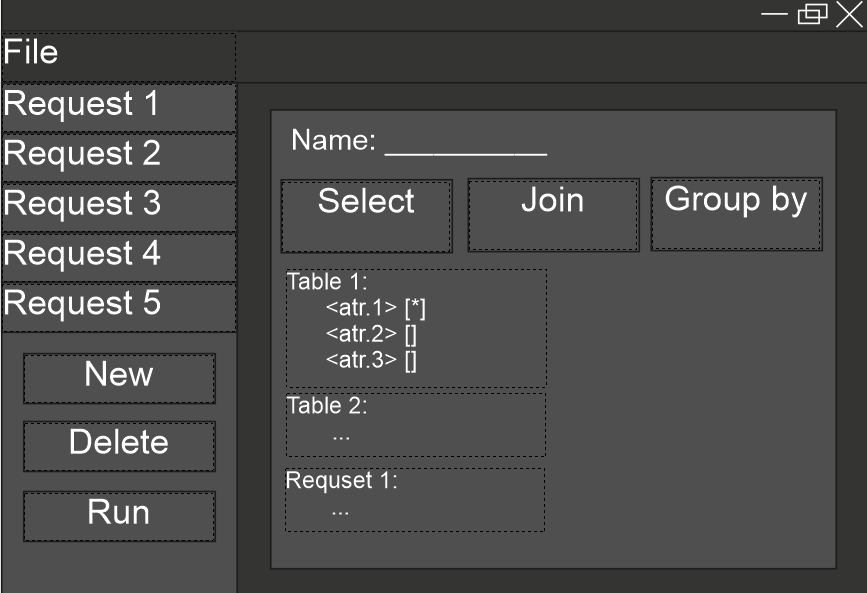 File
Request 1
Request 2
Request 3
Request 4
Request 5
New
Delete
Run
Name: __________
Select
Join
Group by
Table 1:
<atr.1> [*]
<atr.2> []
<atr.3> []
Table 2:
...
Requset 1:
...